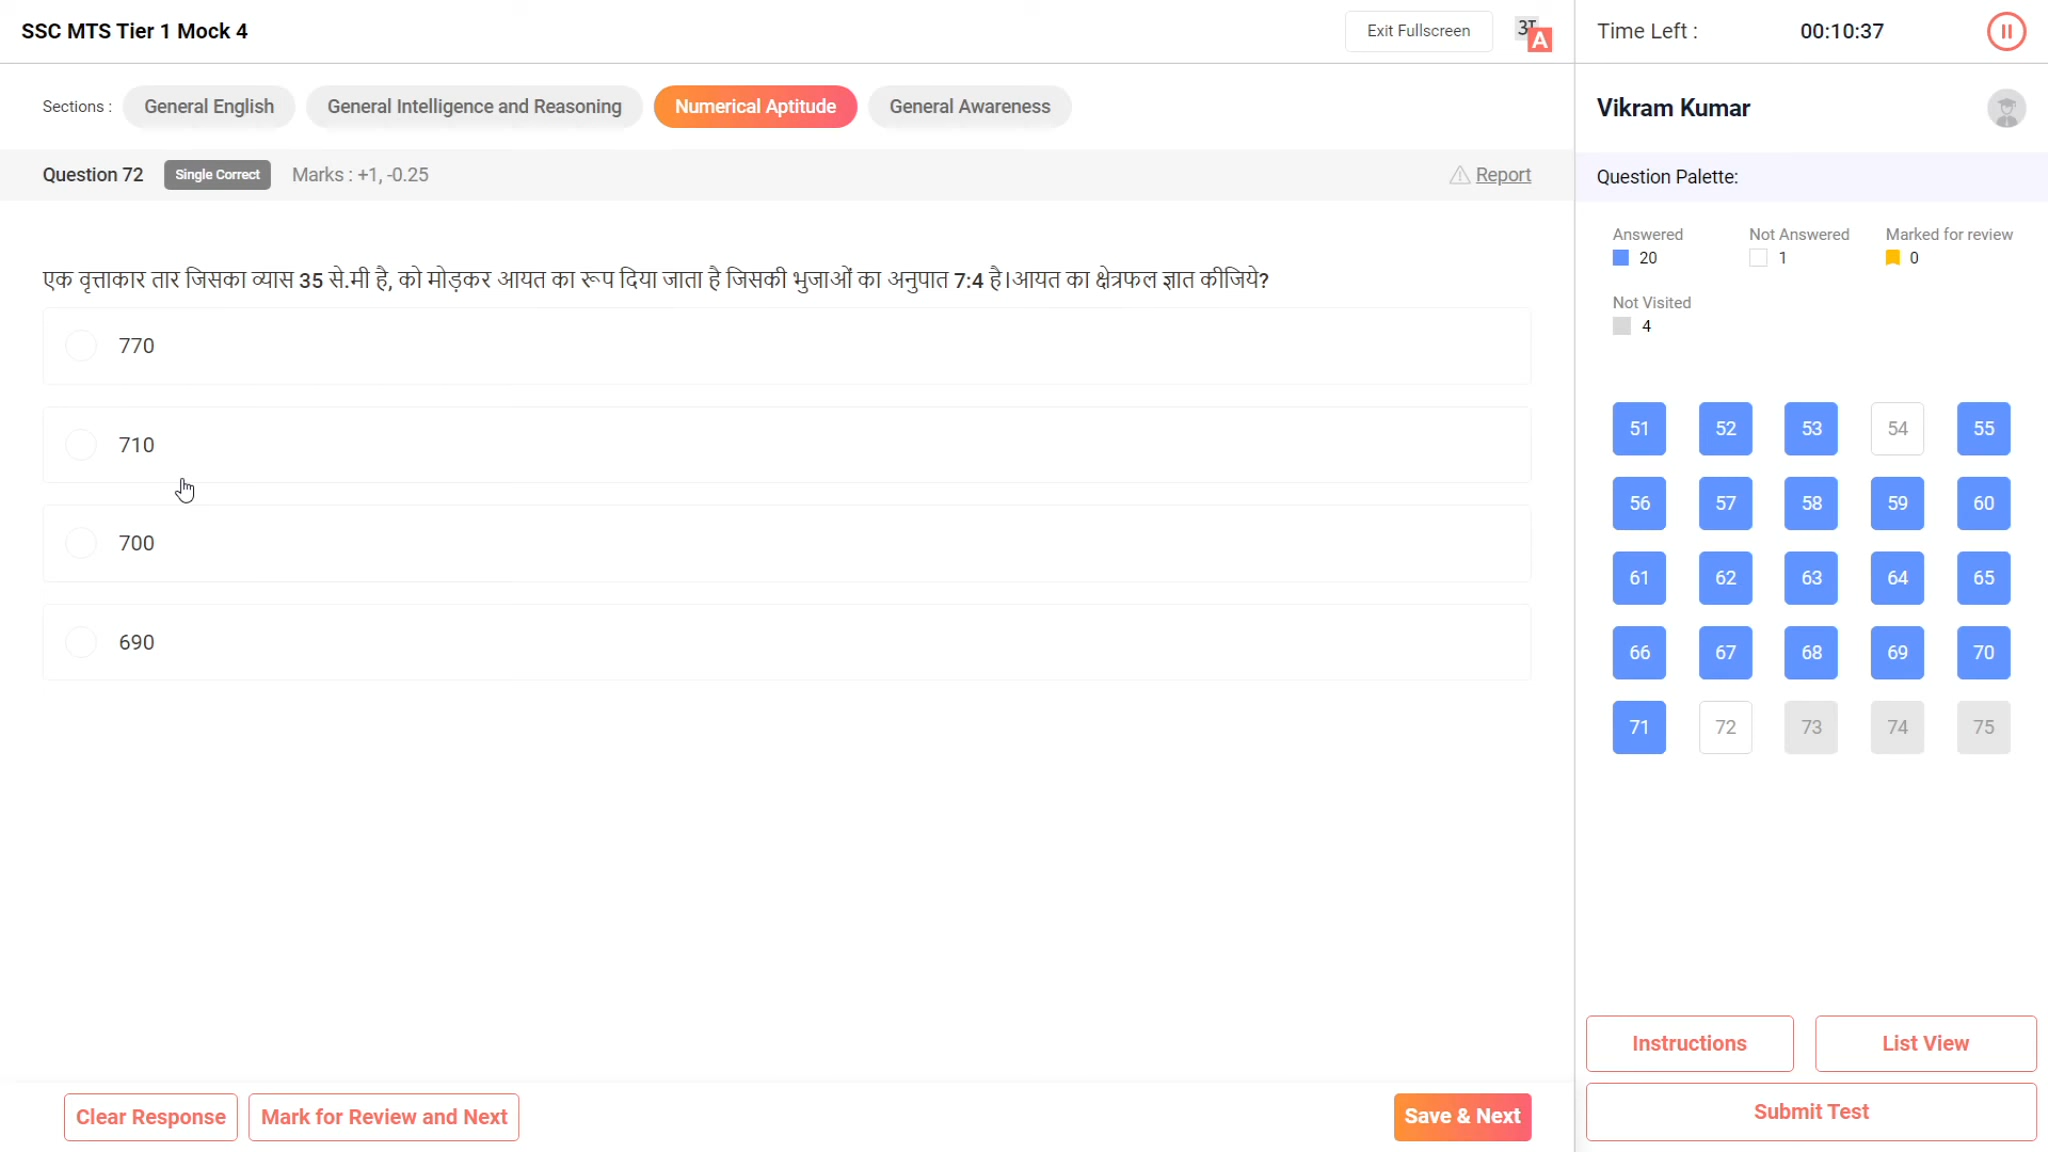 SSC MTS Tier 1 Mock 4
Exit Fullscreen
अ A
Time Left : 00:10:37
Sections : General English General Intelligence and Reasoning Numerical Aptitude General Awareness
Vikram Kumar
Question 72 Single Correct Marks : +1, -0.25 Report
Question Palette:
एक वृत्ताकार तार जिसका व्यास 35 से.मी है, को मोड़कर आयत का रूप दिया जाता है जिसकी भुजाओं का अनुपात 7:4 है।आयत का क्षेत्रफल ज्ञात कीजिये?
770
710
700
690
Answered Not Answered Marked for review
20 1 0
Not Visited
4
51 52 53 54 55
56 57 58 59 60
61 62 63 64 65
66 67 68 69 70
71 72 73 74 75
Instructions List View
Clear Response Mark for Review and Next Save & Next
Submit Test